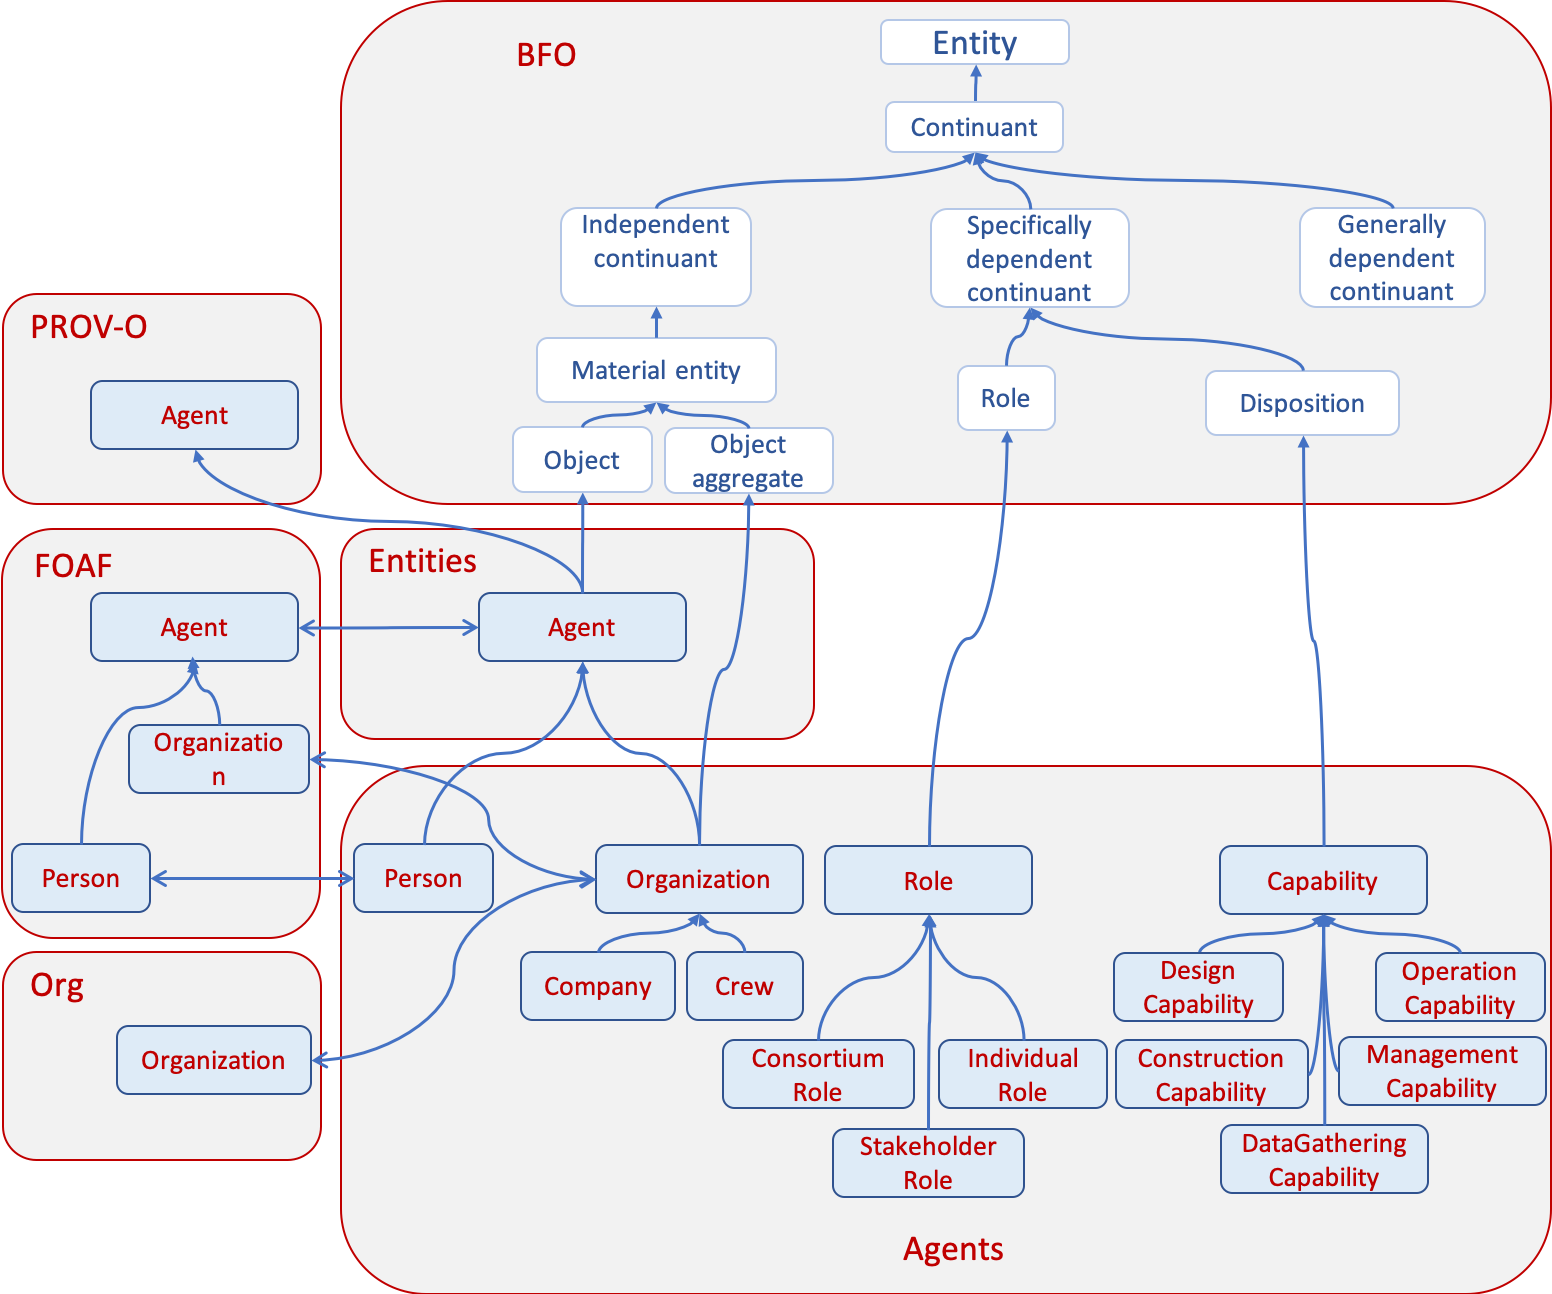 BFO
Entity
Continuant
Independent
continuant
Specifically
dependent
continuant
Generally
dependent
continuant
Material entity
Role
Disposition
Object
Object
aggregate
PROV-O
Agent
FOAF
Agent
Organizatio
n
Person
Entities
Agent
Org
Organization
Person
Organization
Role
Capability
Company
Crew
Consortium
Role
Individual
Role
Stakeholder
Role
Design
Capability
Operation
Capability
Construction
Capability
Management
Capability
DataGathering
Capability
Agents